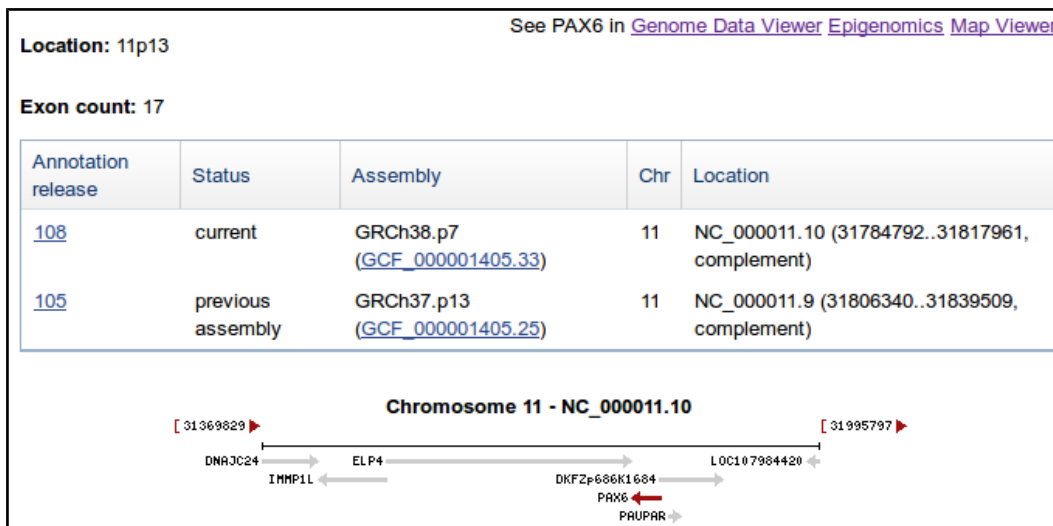 See PAX6 in Genome Data Viewer Epigenomics Map Viewer
Location: 11p13
Exon count: 17
Annotation release Status Assembly Chr Location
108 current GRCh38.p7 11 NC_000011.10 (31784792..31817961,
(GCF_000001405.33) complement)
105 previous GRCh37.p13 11 NC_000011.9 (31806340..31839509,
assembly (GCF_000001405.25) complement)
Chromosome 11 - NC_000011.10
[ 31369829 [ 31995797
DNAJC24 ELP4 LOC107984420
IMMP1L DKFZp686K1684
PAX6
PAUPAR